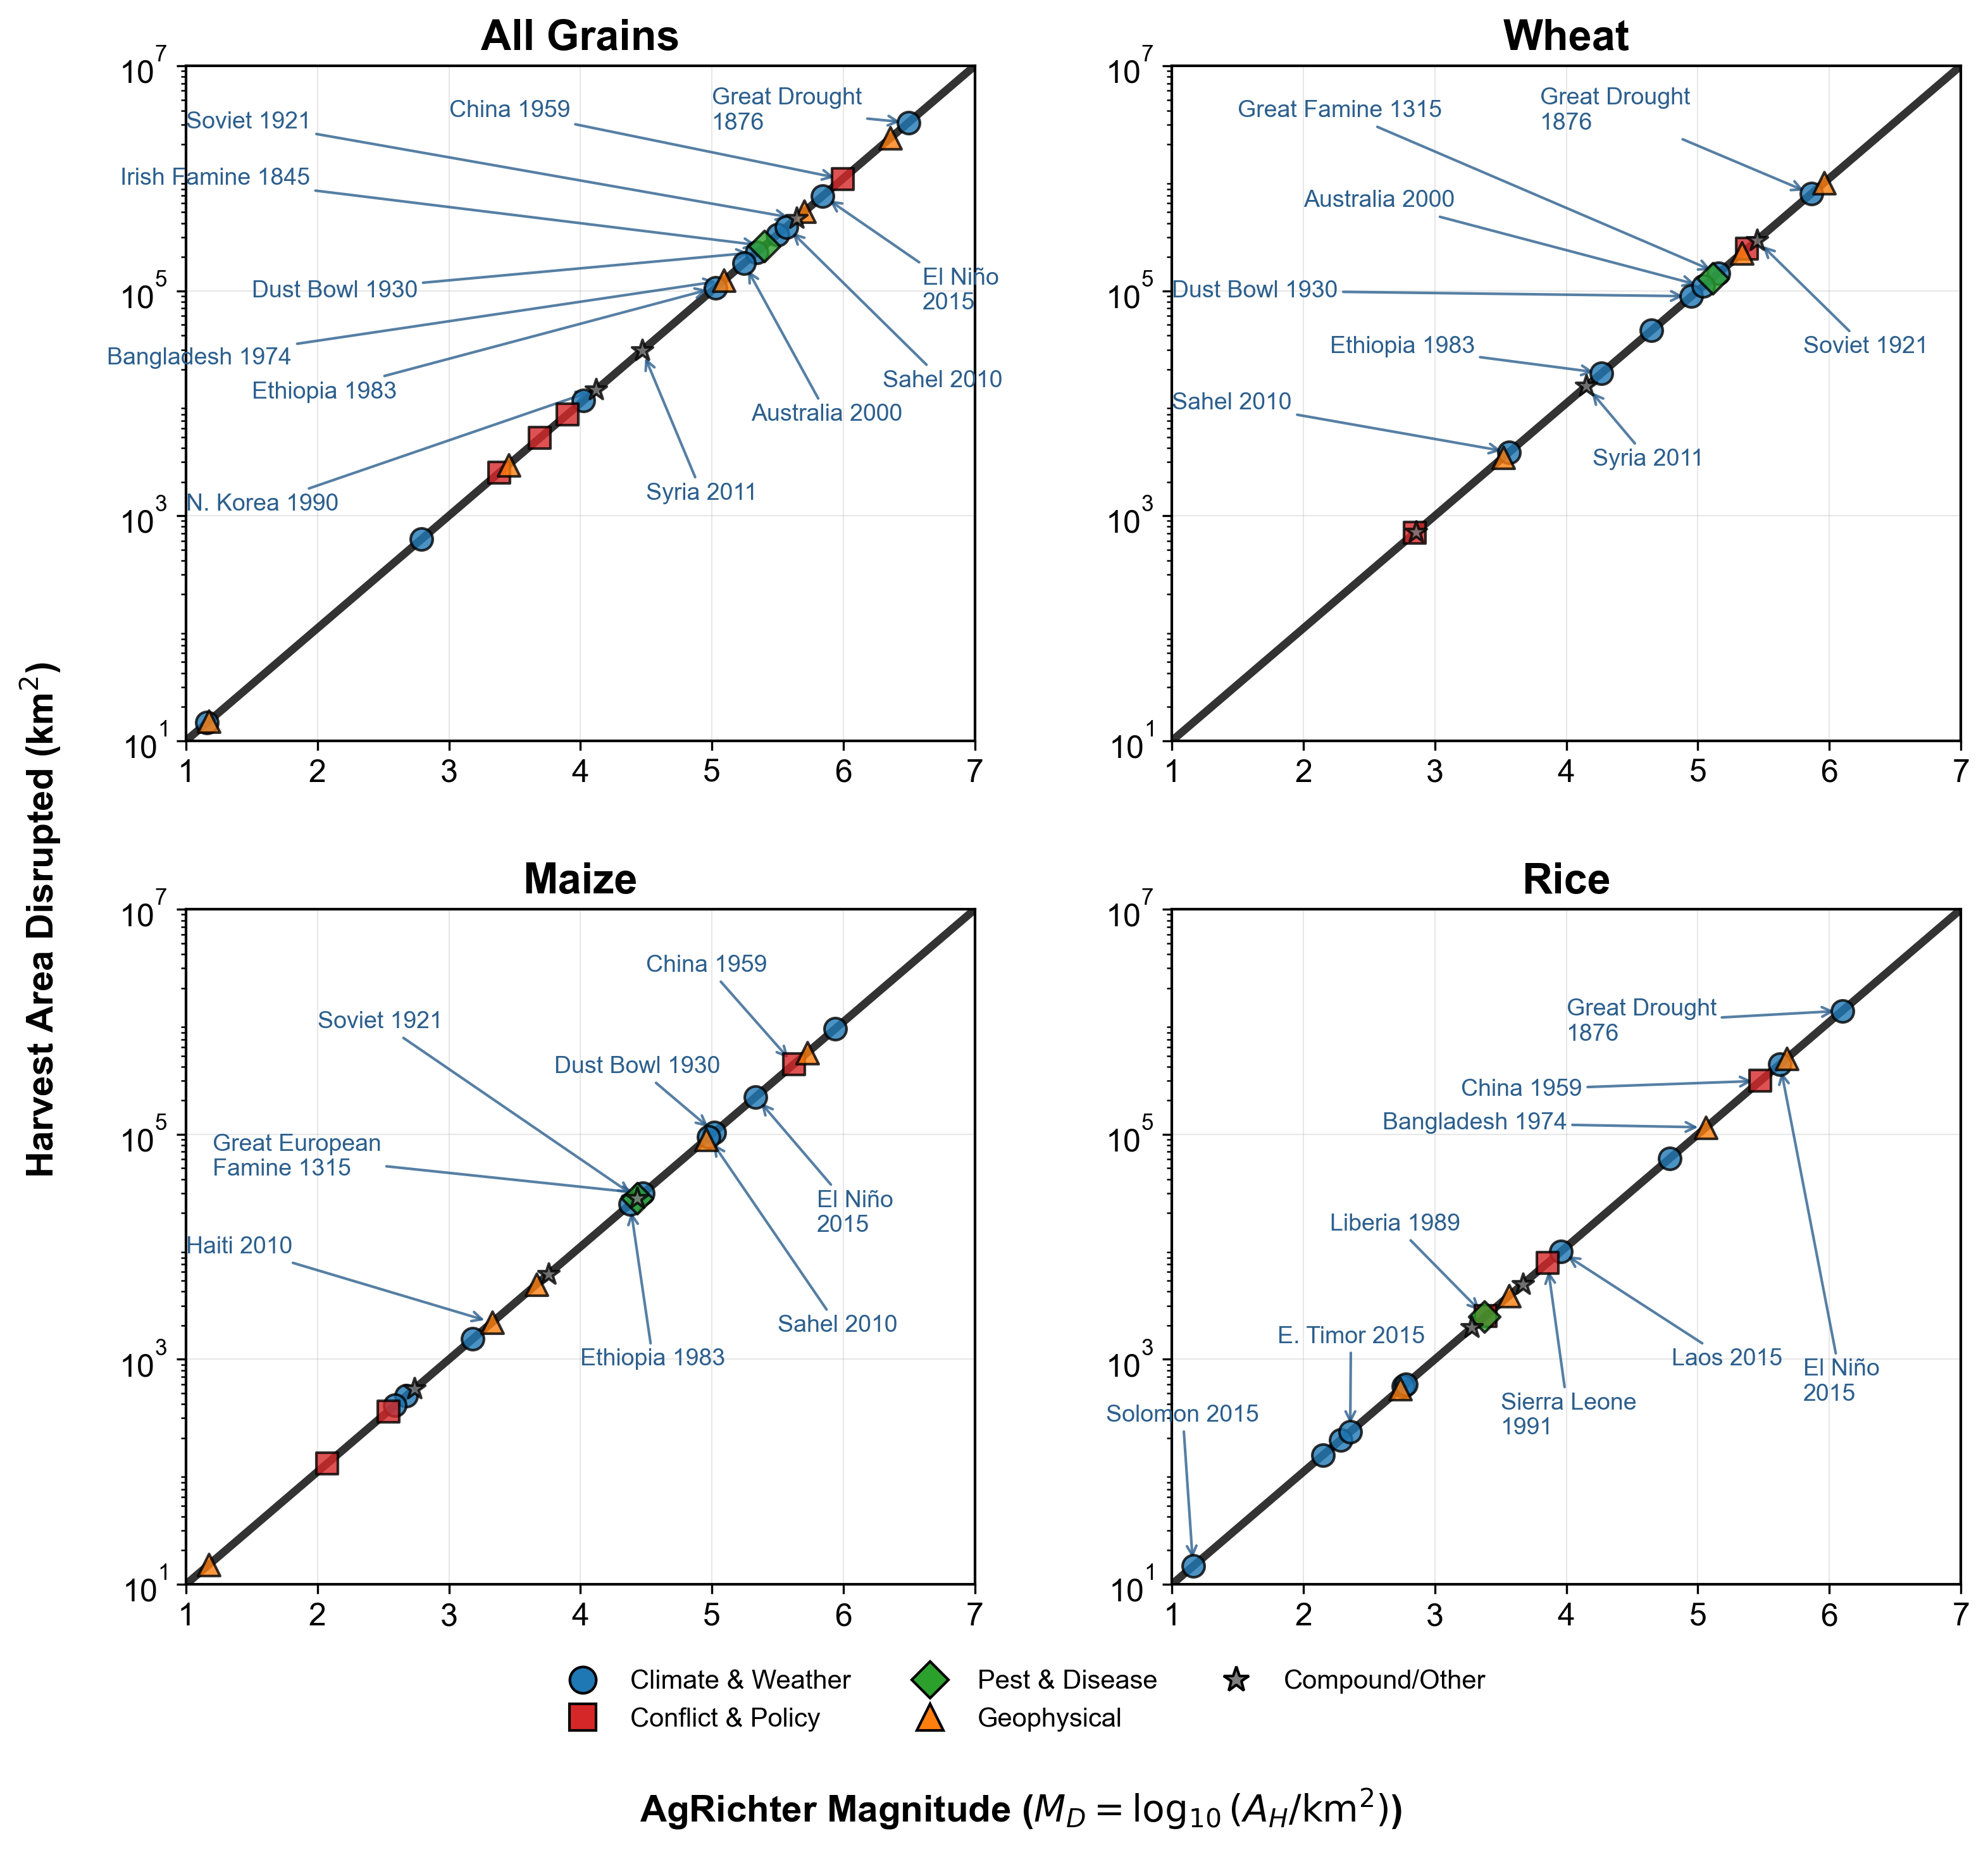 All Grains
10^7
10^5
10^3
10^1
Soviet 1921
China 1959
Great Drought
1876
Irish Famine 1845
Dust Bowl 1930
El Niño
2015
Bangladesh 1974
Ethiopia 1983
Sahel 2010
Australia 2000
N. Korea 1990
Syria 2011
1 2 3 4 5 6 7
Wheat
10^7
10^5
10^3
10^1
Great Famine 1315
Great Drought
1876
Australia 2000
Dust Bowl 1930
Ethiopia 1983
Soviet 1921
Sahel 2010
Syria 2011
1 2 3 4 5 6 7
Harvest Area Disrupted (km²)
Maize
10^7
10^5
10^3
10^1
China 1959
Soviet 1921
Dust Bowl 1930
Great European
Famine 1315
El Niño
2015
Haiti 2010
Sahel 2010
Ethiopia 1983
1 2 3 4 5 6 7
Rice
10^7
10^5
10^3
10^1
Great Drought
1876
China 1959
Bangladesh 1974
Liberia 1989
E. Timor 2015
Laos 2015
El Niño
2015
Sierra Leone
1991
Solomon 2015
1 2 3 4 5 6 7
Climate & Weather
Conflict & Policy
Pest & Disease
Geophysical
Compound/Other
AgRichter Magnitude (M_D = log₁₀ (A_H/km²))